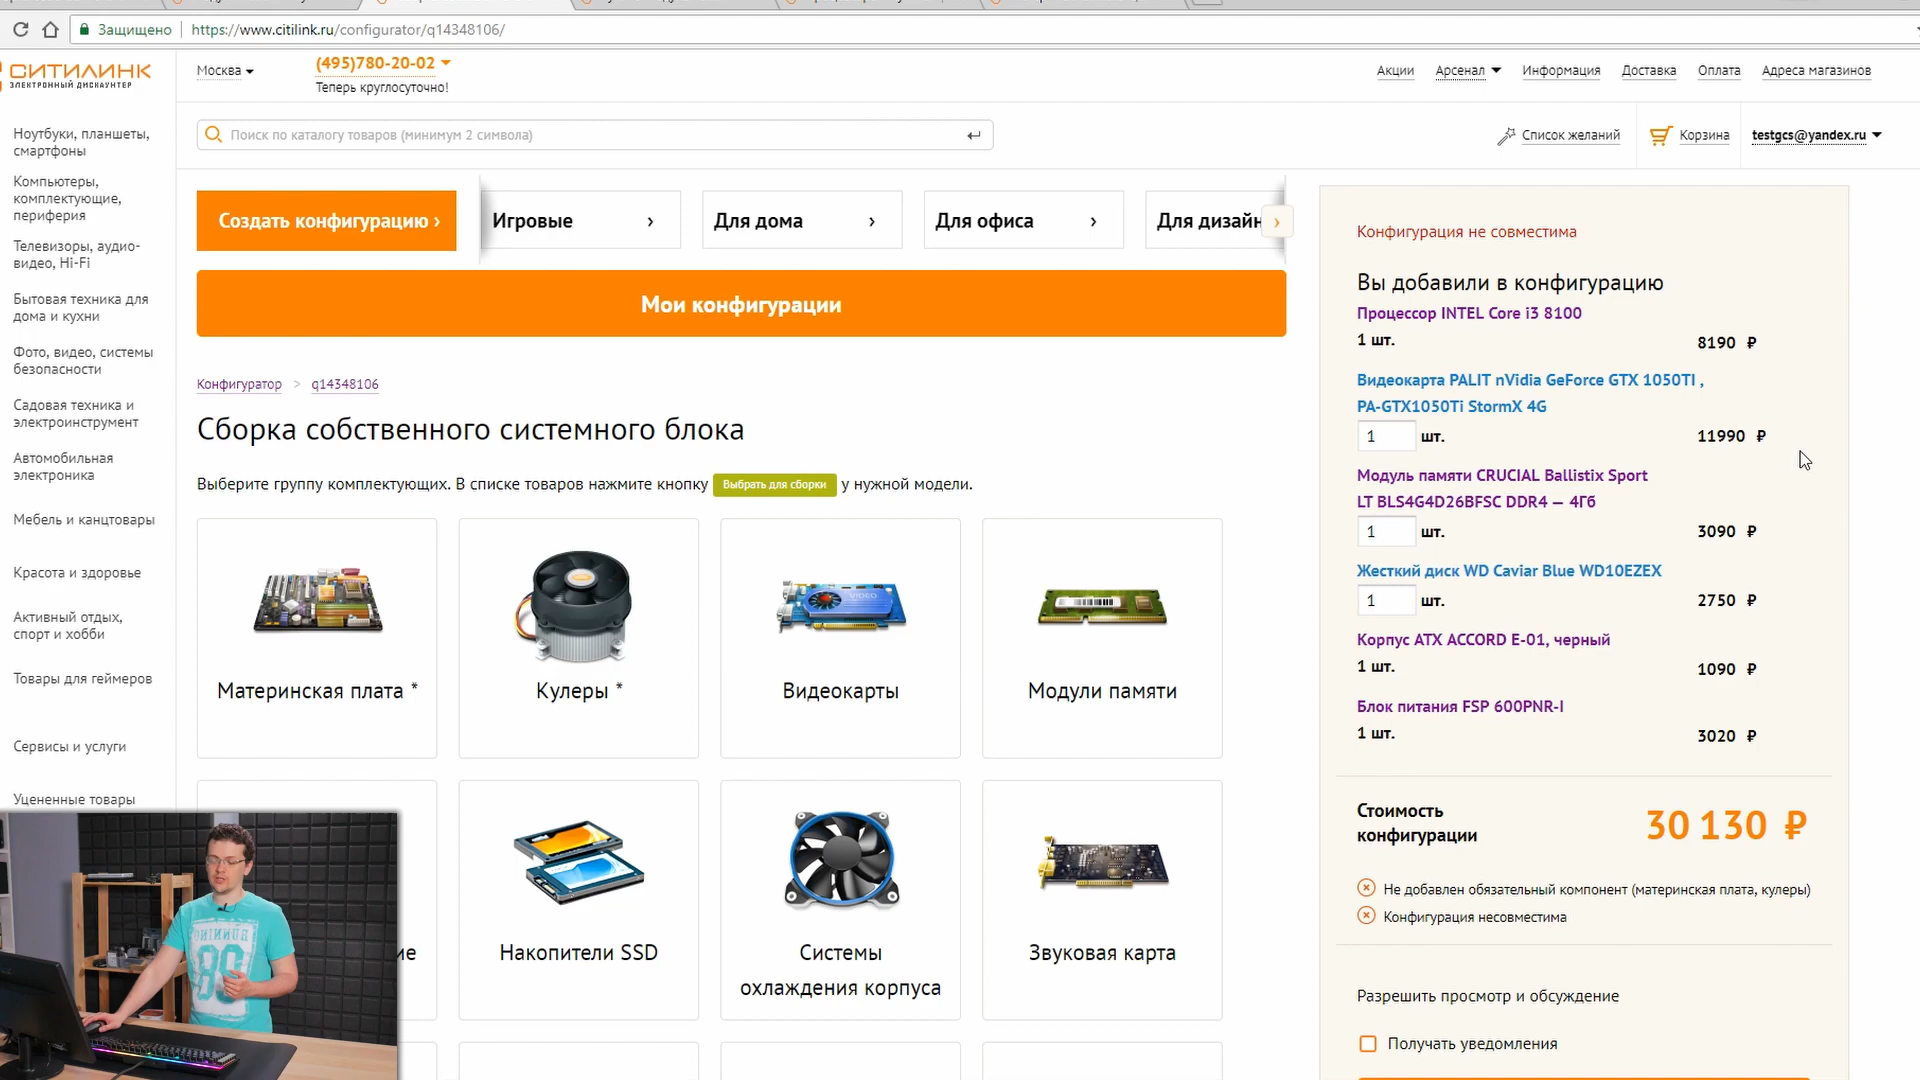 Защищено
https://www.citilink.ru/configurator/q14348106/
СИТИЛИНК
ЭЛЕКТРОННЫЙ ДИСКАУНТЕР
Москва
(495)780-20-02
Теперь круглосуточно!
Акции
Арсенал
Информация
Доставка
Оплата
Адреса магазинов
Поиск по каталогу товаров (минимум 2 символа)
Список желаний
Корзина
testgcs@yandex.ru
Ноутбуки, планшеты,
смартфоны
Компьютеры,
комплектующие,
периферия
Телевизоры, аудио-
видео, Hi-Fi
Бытовая техника для
дома и кухни
Фото, видео, системы
безопасности
Садовая техника и
электроинструмент
Автомобильная
электроника
Мебель и канцтовары
Красота и здоровье
Активный отдых,
спорт и хобби
Товары для геймеров
Сервисы и услуги
Уцененные товары
Создать конфигурацию ›
Игровые ›
Для дома ›
Для офиса ›
Для дизайн
Мои конфигурации
Конфигуратор > q14348106
Сборка собственного системного блока
Выберите группу комплектующих. В списке товаров нажмите кнопку Выбрать для сборки у нужной модели.
Материнская плата *
Кулеры *
VIDEO
Видеокарты
Модули памяти
ие
Накопители SSD
Системы
охлаждения корпуса
Звуковая карта
Конфигурация не совместима
Вы добавили в конфигурацию
Процессор INTEL Core i3 8100
1 шт. 8190 ₽
Видеокарта PALIT nVidia GeForce GTX 1050TI ,
PA-GTX1050Ti StormX 4G
1 шт. 11990 ₽
Модуль памяти CRUCIAL Ballistix Sport
LT BLS4G4D26BFSC DDR4 — 4Гб
1 шт. 3090 ₽
Жесткий диск WD Caviar Blue WD10EZEX
1 шт. 2750 ₽
Корпус ATX ACCORD E-01, черный
1 шт. 1090 ₽
Блок питания FSP 600PNR-I
1 шт. 3020 ₽
Стоимость
конфигурации
30 130 ₽
Не добавлен обязательный компонент (материнская плата, кулеры)
Конфигурация несовместима
Разрешить просмотр и обсуждение
Получать уведомления